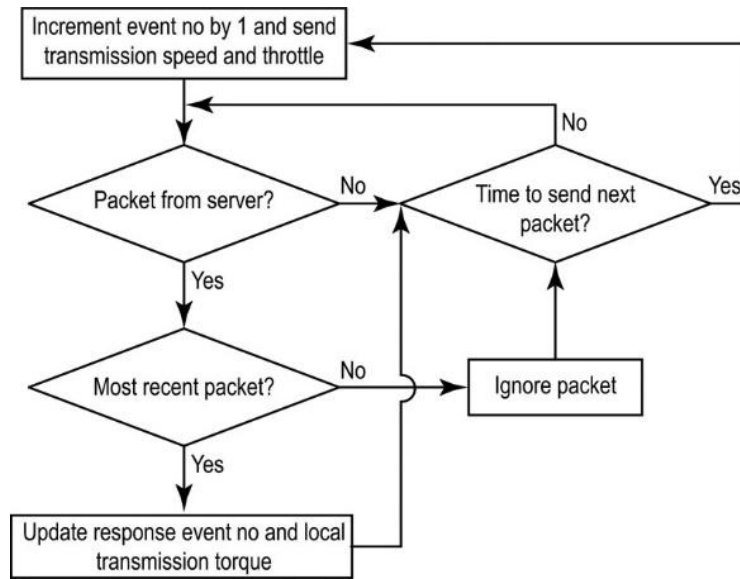 Increment event no by 1 and send
transmission speed and throttle
No
Packet from server?
No
Time to send next
packet?
Yes
Yes
Most recent packet?
No
Ignore packet
Yes
Update response event no and local
transmission torque